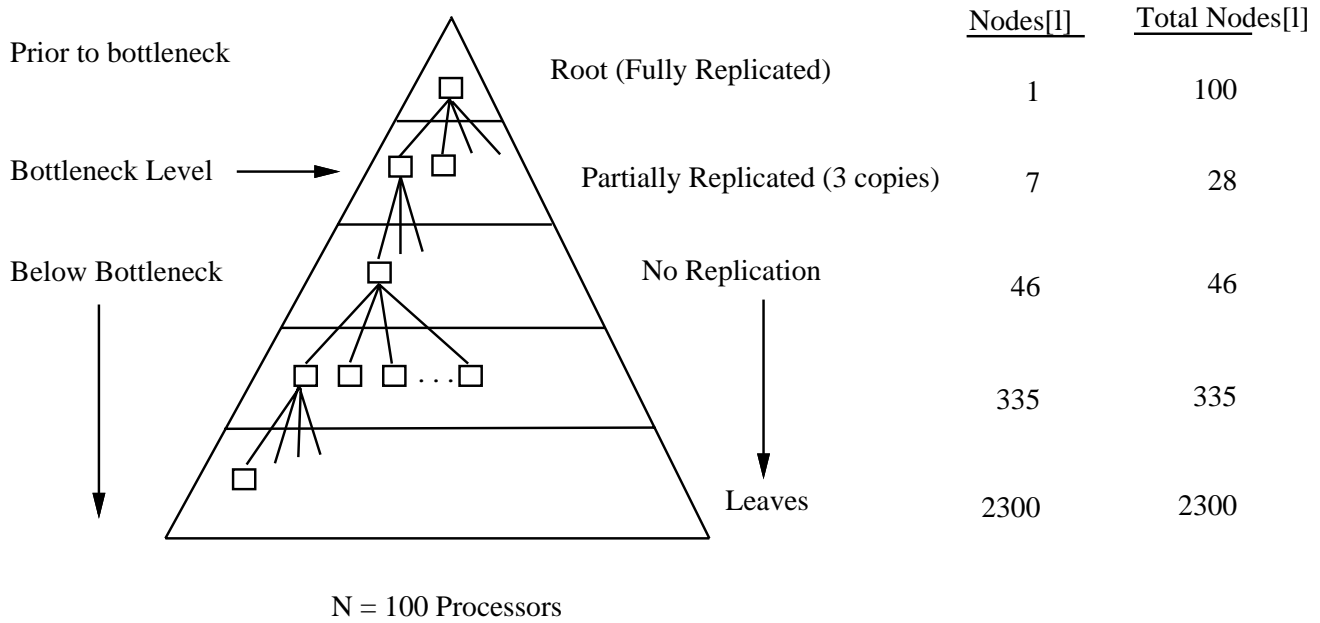 Nodes[l] Total Nodes[l]
Prior to bottleneck
Root (Fully Replicated)
1 100
Bottleneck Level
Partially Replicated (3 copies)
7 28
Below Bottleneck
No Replication
46 46
. . .
335 335
Leaves
2300 2300
N = 100 Processors